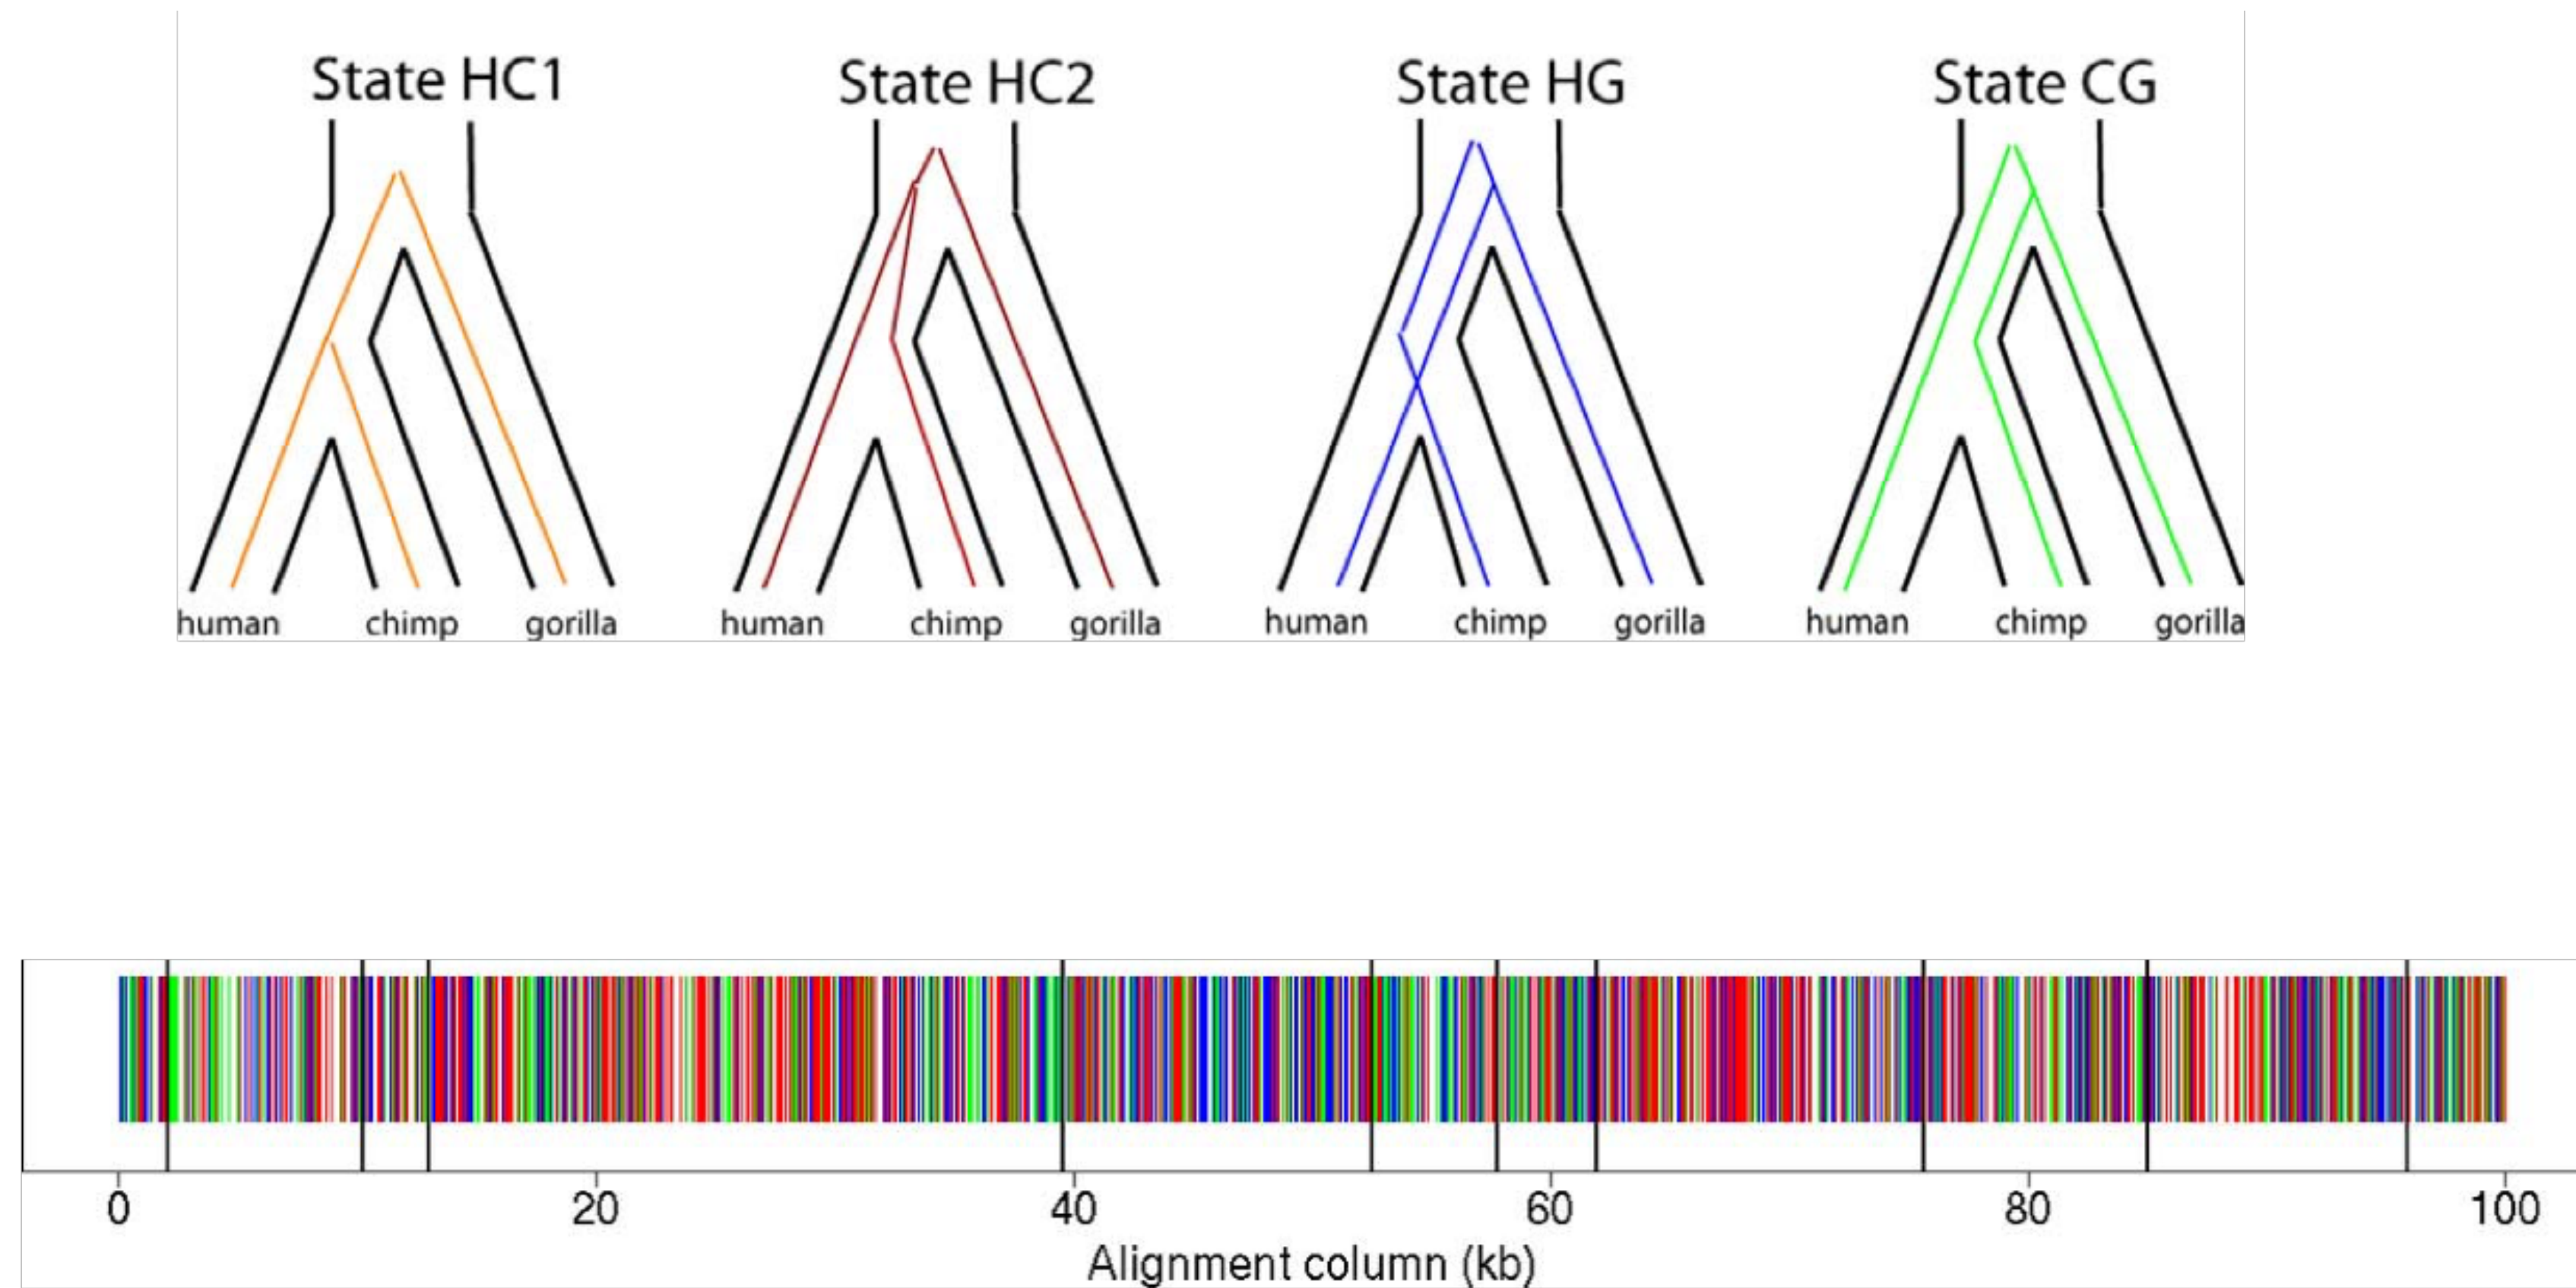 State HC1 State HC2 State HG State CG
human chimp gorilla human chimp gorilla human chimp gorilla human chimp gorilla
0 20 40 60 80 100
Alignment column (kb)